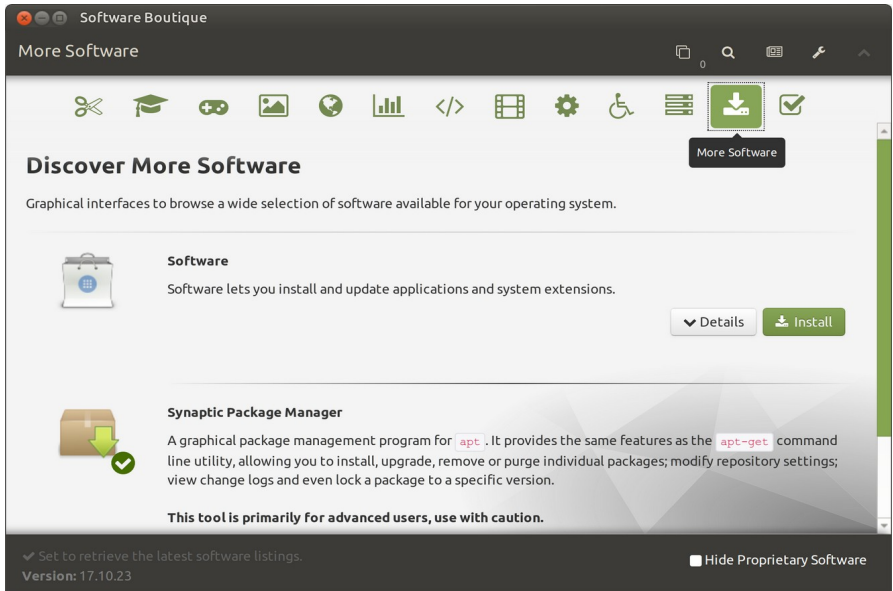 Software Boutique
More Software
0
More Software
Discover More Software
Graphical interfaces to browse a wide selection of software available for your operating system.
Software
Software lets you install and update applications and system extensions.
Details
Install
Synaptic Package Manager
A graphical package management program for apt . It provides the same features as the apt-get command
line utility, allowing you to install, upgrade, remove or purge individual packages; modify repository settings;
view change logs and even lock a package to a specific version.
This tool is primarily for advanced users, use with caution.
Set to retrieve the latest software listings.
Hide Proprietary Software
Version: 17.10.23